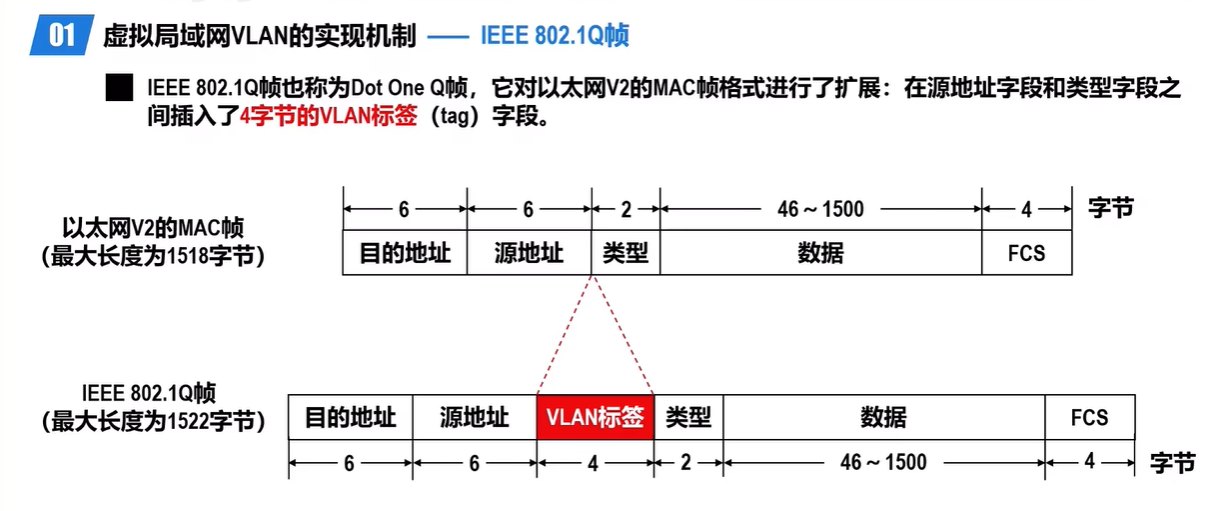 01 虚拟局域网VLAN的实现机制 —— IEEE 802.1Q帧
IEEE 802.1Q帧也称为Dot One Q帧，它对以太网V2的MAC帧格式进行了扩展：在源地址字段和类型字段之
间插入了4字节的VLAN标签（tag）字段。
6 6 2 46～1500 4 字节
以太网V2的MAC帧
（最大长度为1518字节）
目的地址 源地址 类型 数据 FCS
IEEE 802.1Q帧
（最大长度为1522字节）
目的地址 源地址 VLAN标签 类型 数据 FCS
6 6 4 2 46～1500 4 字节